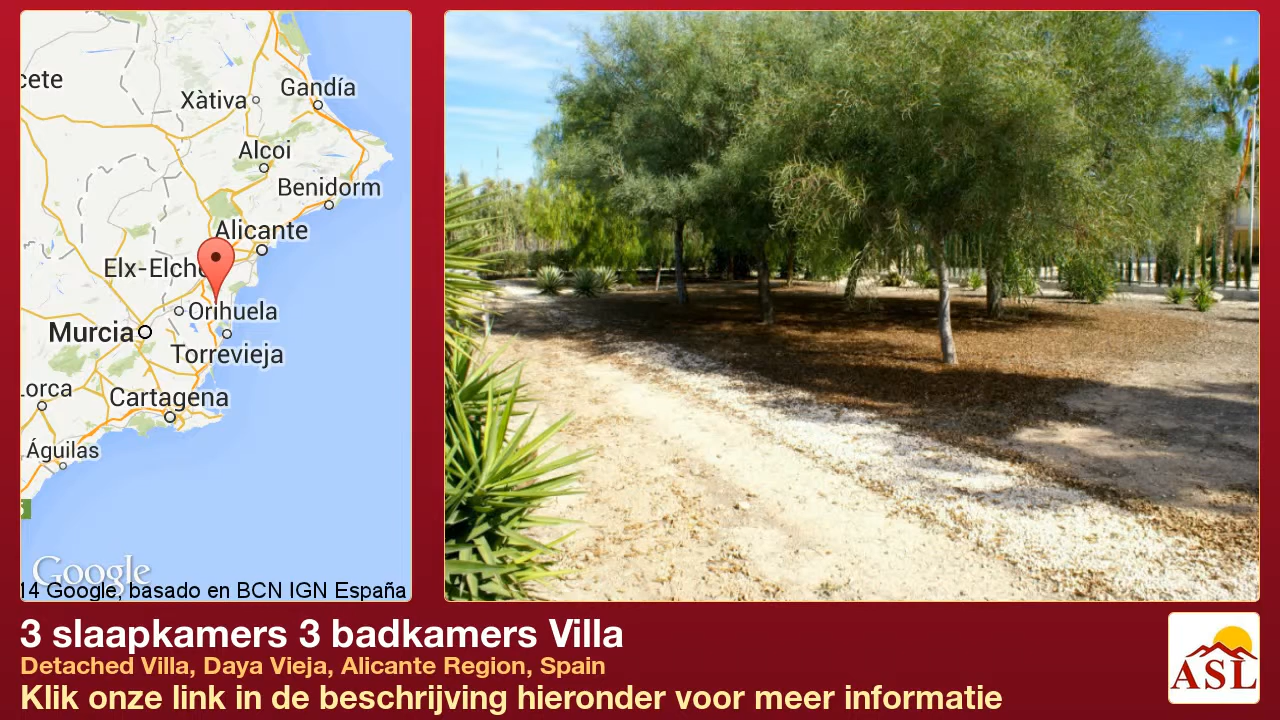 cete
Xàtiva
Gandía
Alcoi
Benidorm
Alicante
Elx-Elche
Orihuela
Murcia
Torrevieja
Lorca
Cartagena
Águilas
Google
14 Google, basado en BCN IGN España
3 slaapkamers 3 badkamers Villa
Detached Villa, Daya Vieja, Alicante Region, Spain
Klik onze link in de beschrijving hieronder voor meer informatie
ASL